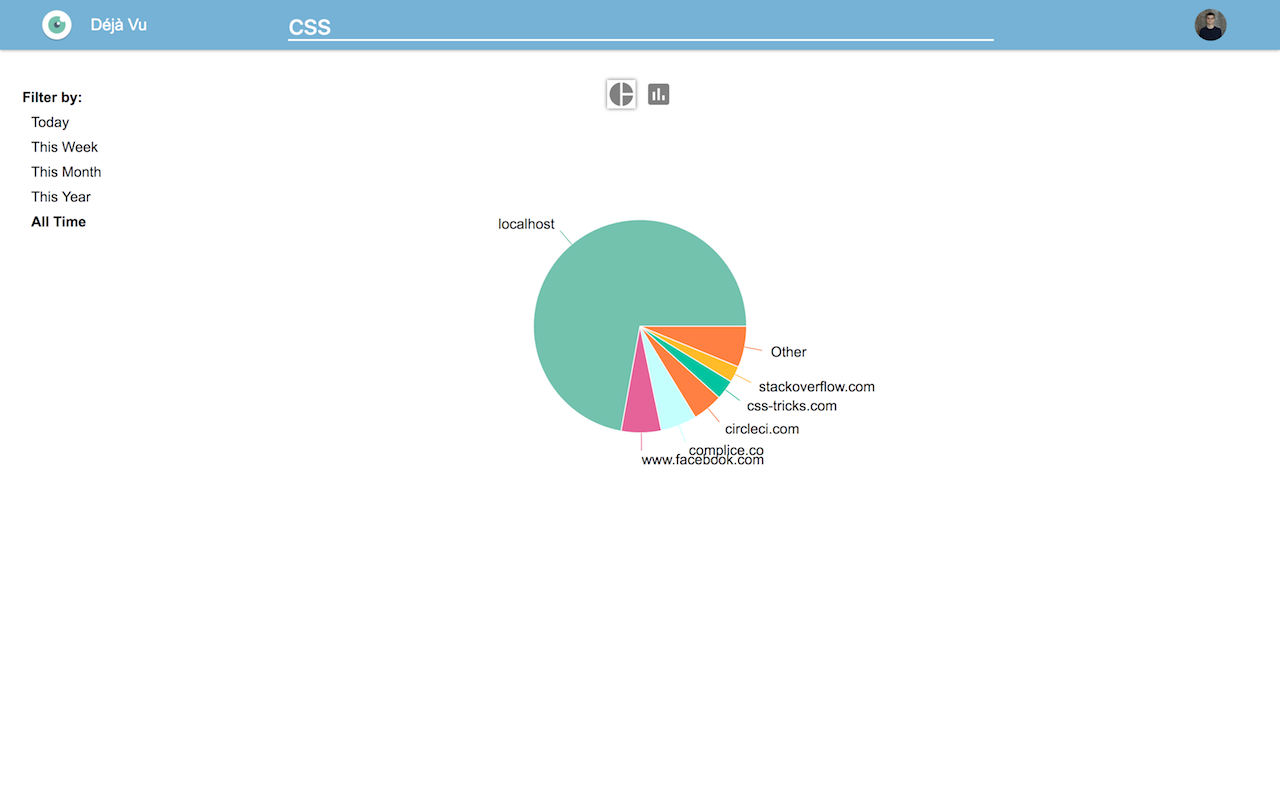 Déjà Vu
CSS
Filter by:
Today
This Week
This Month
This Year
All Time
localhost
Other
stackoverflow.com
css-tricks.com
circleci.com
complice.co
www.facebook.com